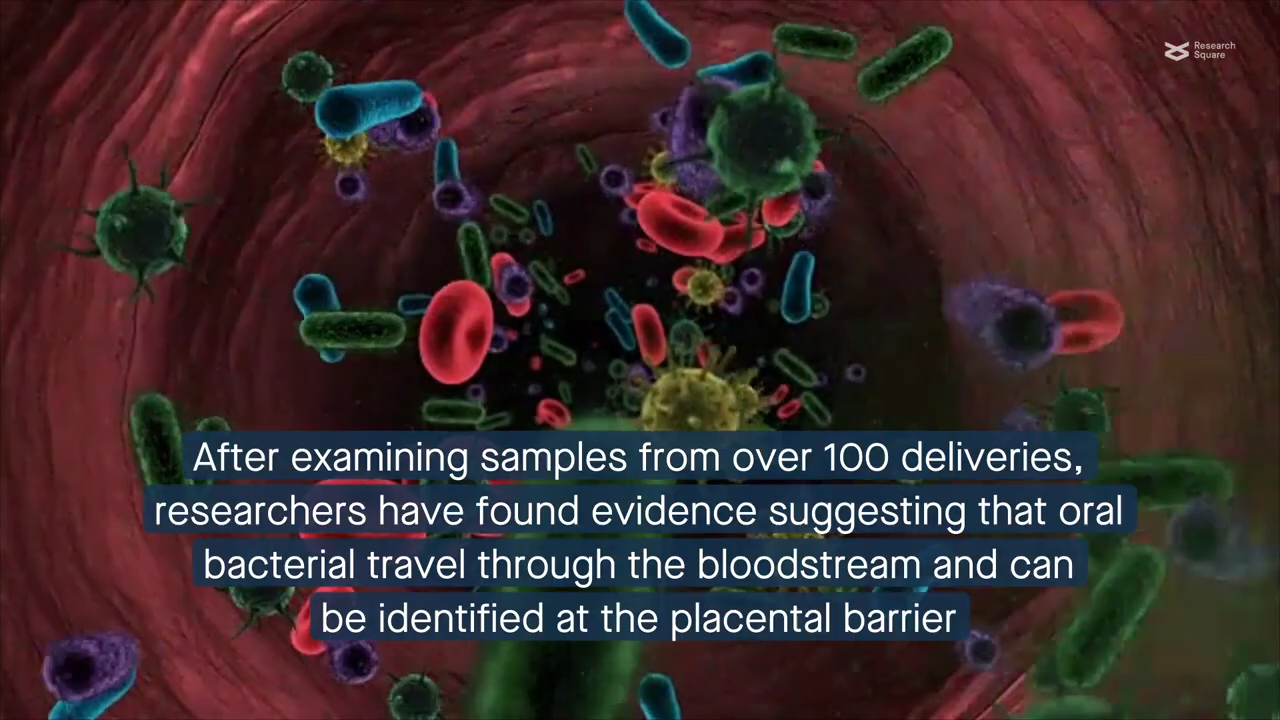 Research
Square
After examining samples from over 100 deliveries,
researchers have found evidence suggesting that oral
bacterial travel through the bloodstream and can
be identified at the placental barrier